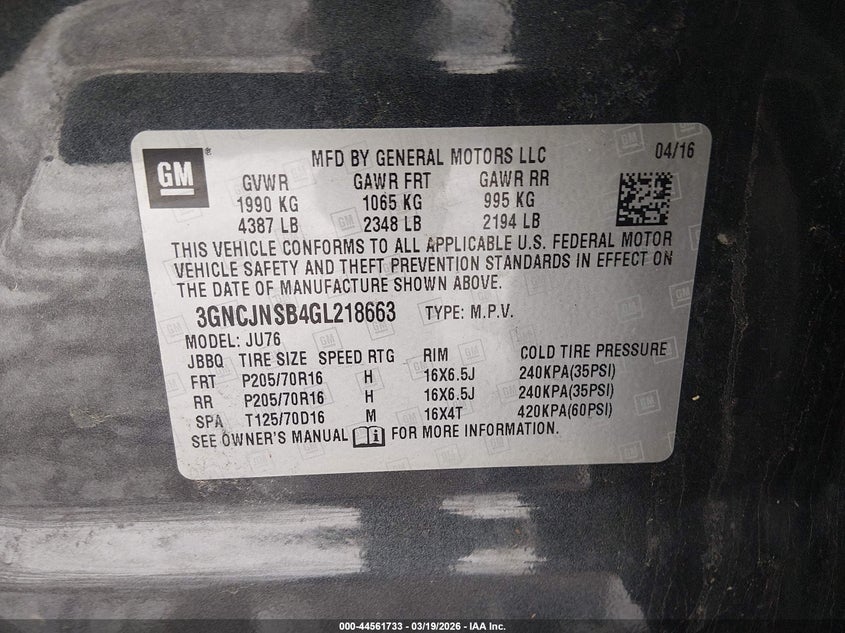 GM ®
MFD BY GENERAL MOTORS LLC
04/16
GVWR GAWR FRT GAWR RR
1990 KG 1065 KG 995 KG
4387 LB 2348 LB 2194 LB
THIS VEHICLE CONFORMS TO ALL APPLICABLE U.S. FEDERAL MOTOR
VEHICLE SAFETY AND THEFT PREVENTION STANDARDS IN EFFECT ON
THE DATE OF MANUFACTURE SHOWN ABOVE.
3GNCJNSB4GL218663 TYPE: M.P.V.
MODEL: JU76
JBBQ TIRE SIZE SPEED RTG RIM COLD TIRE PRESSURE
FRT P205/70R16 H 16X6.5J 240KPA(35PSI)
RR P205/70R16 H 16X6.5J 240KPA(35PSI)
SPA T125/70D16 M 16X4T 420KPA(60PSI)
SEE OWNER'S MANUAL FOR MORE INFORMATION.
000-44561733 - 03/19/2026 - IAA Inc.